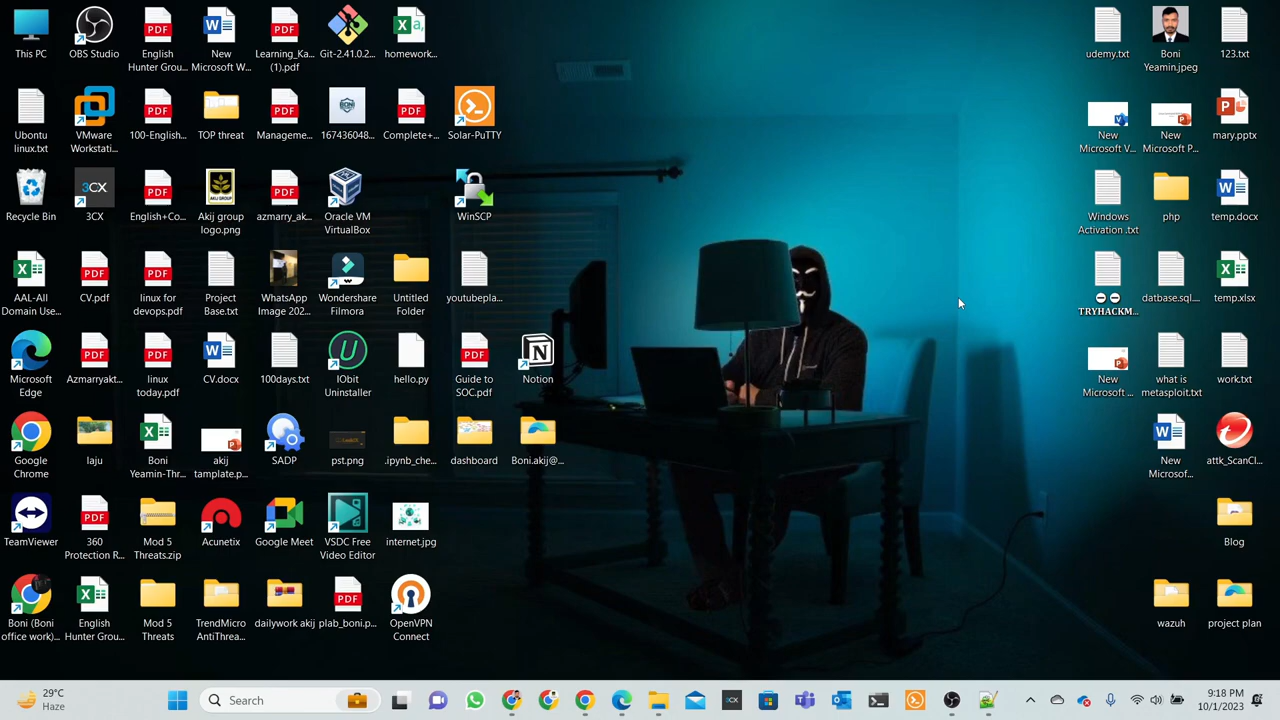 This PC
OBS Studio
English
Hunter Grou...
New
Microsoft W...
Learning_Ka...
(1).pdf
Git-2.41.0.2...
homework...
udemy.txt
Boni
Yeamin.jpeg
123.txt
Ubontu
linux.txt
VMware
Workstati...
100-English...
TOP threat
Manageme...
167436048...
Complete+...
Solar-PuTTY
New
Microsoft V...
New
Microsoft P...
mary.pptx
Recycle Bin
3CX
3CX
English+Co...
AKIJ GROUP
Akij group
logo.png
azmarry_ak...
Oracle VM
VirtualBox
WinSCP
Windows
Activation .txt
php
temp.docx
AAL-All
Domain Use...
CV.pdf
linux for
devops.pdf
Project
Base.txt
WhatsApp
Image 202...
Wondershare
Filmora
Untitled
Folder
youtubepla...
TRYHACKM...
datbase.sql....
temp.xlsx
Microsoft
Edge
Azmarryakt...
linux
today.pdf
CV.docx
100days.txt
IObit
Uninstaller
hello.py
Guide to
SOC.pdf
Notion
New
Microsoft ...
what is
metasploit.txt
work.txt
Google
Chrome
laju
Boni
Yeamin-Thr...
akij
tamplate.p...
SADP
pst.png
.ipynb_che...
dashboard
Boni.akij@...
New
Microsof...
attk_ScanCl...
TeamViewer
360
Protection R...
Mod 5
Threats.zip
Acunetix
Google Meet
VSDC Free
Video Editor
internet.jpg
Blog
Boni (Boni
office work)...
English
Hunter Grou...
Mod 5
Threats
TrendMicro
AntiThrea...
dailywork akij
plab_boni.p...
OpenVPN
Connect
wazuh
project plan
29°C
Haze
Search
3CX
9:18 PM
10/1/2023